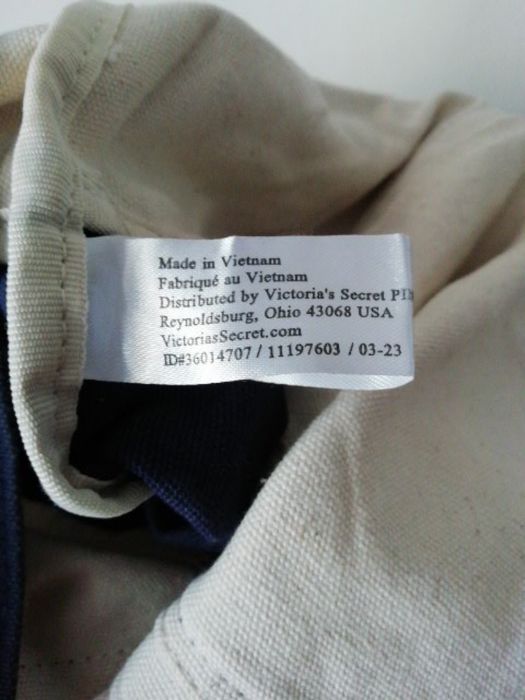 Made in Vietnam
Fabriqué au Vietnam
Distributed by Victoria's Secret
Reynoldsburg, Ohio 43068 USA
VictoriasSecret.com
ID#36014707 / 11197603 / 03-23